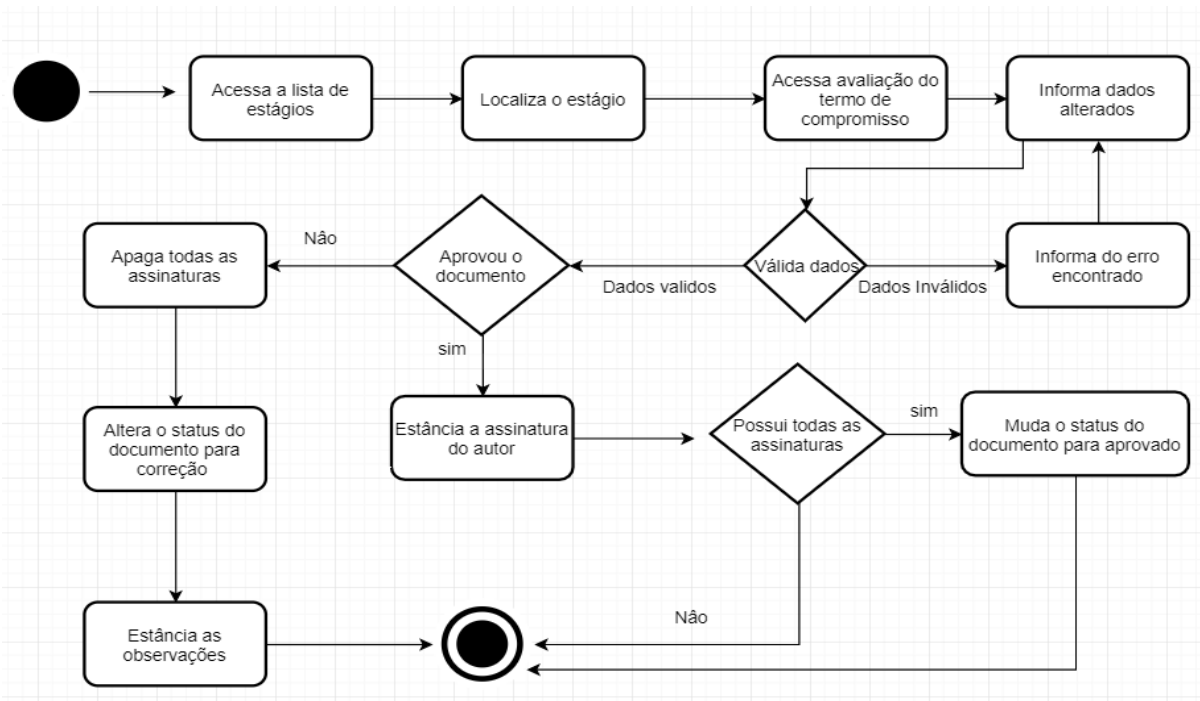 Acessa a lista de
estágios
Localiza o estágio
Acessa avaliação do
termo de
compromisso
Informa dados
alterados
Apaga todas as
assinaturas
Nâo
Aprovou o
documento
Dados validos
Válida dados
Dados Inválidos
Informa do erro
encontrado
sim
Altera o status do
documento para
correção
Estância a assinatura
do autor
Possui todas as
assinaturas
sim
Muda o status do
documento para aprovado
Estância as
observações
Nâo